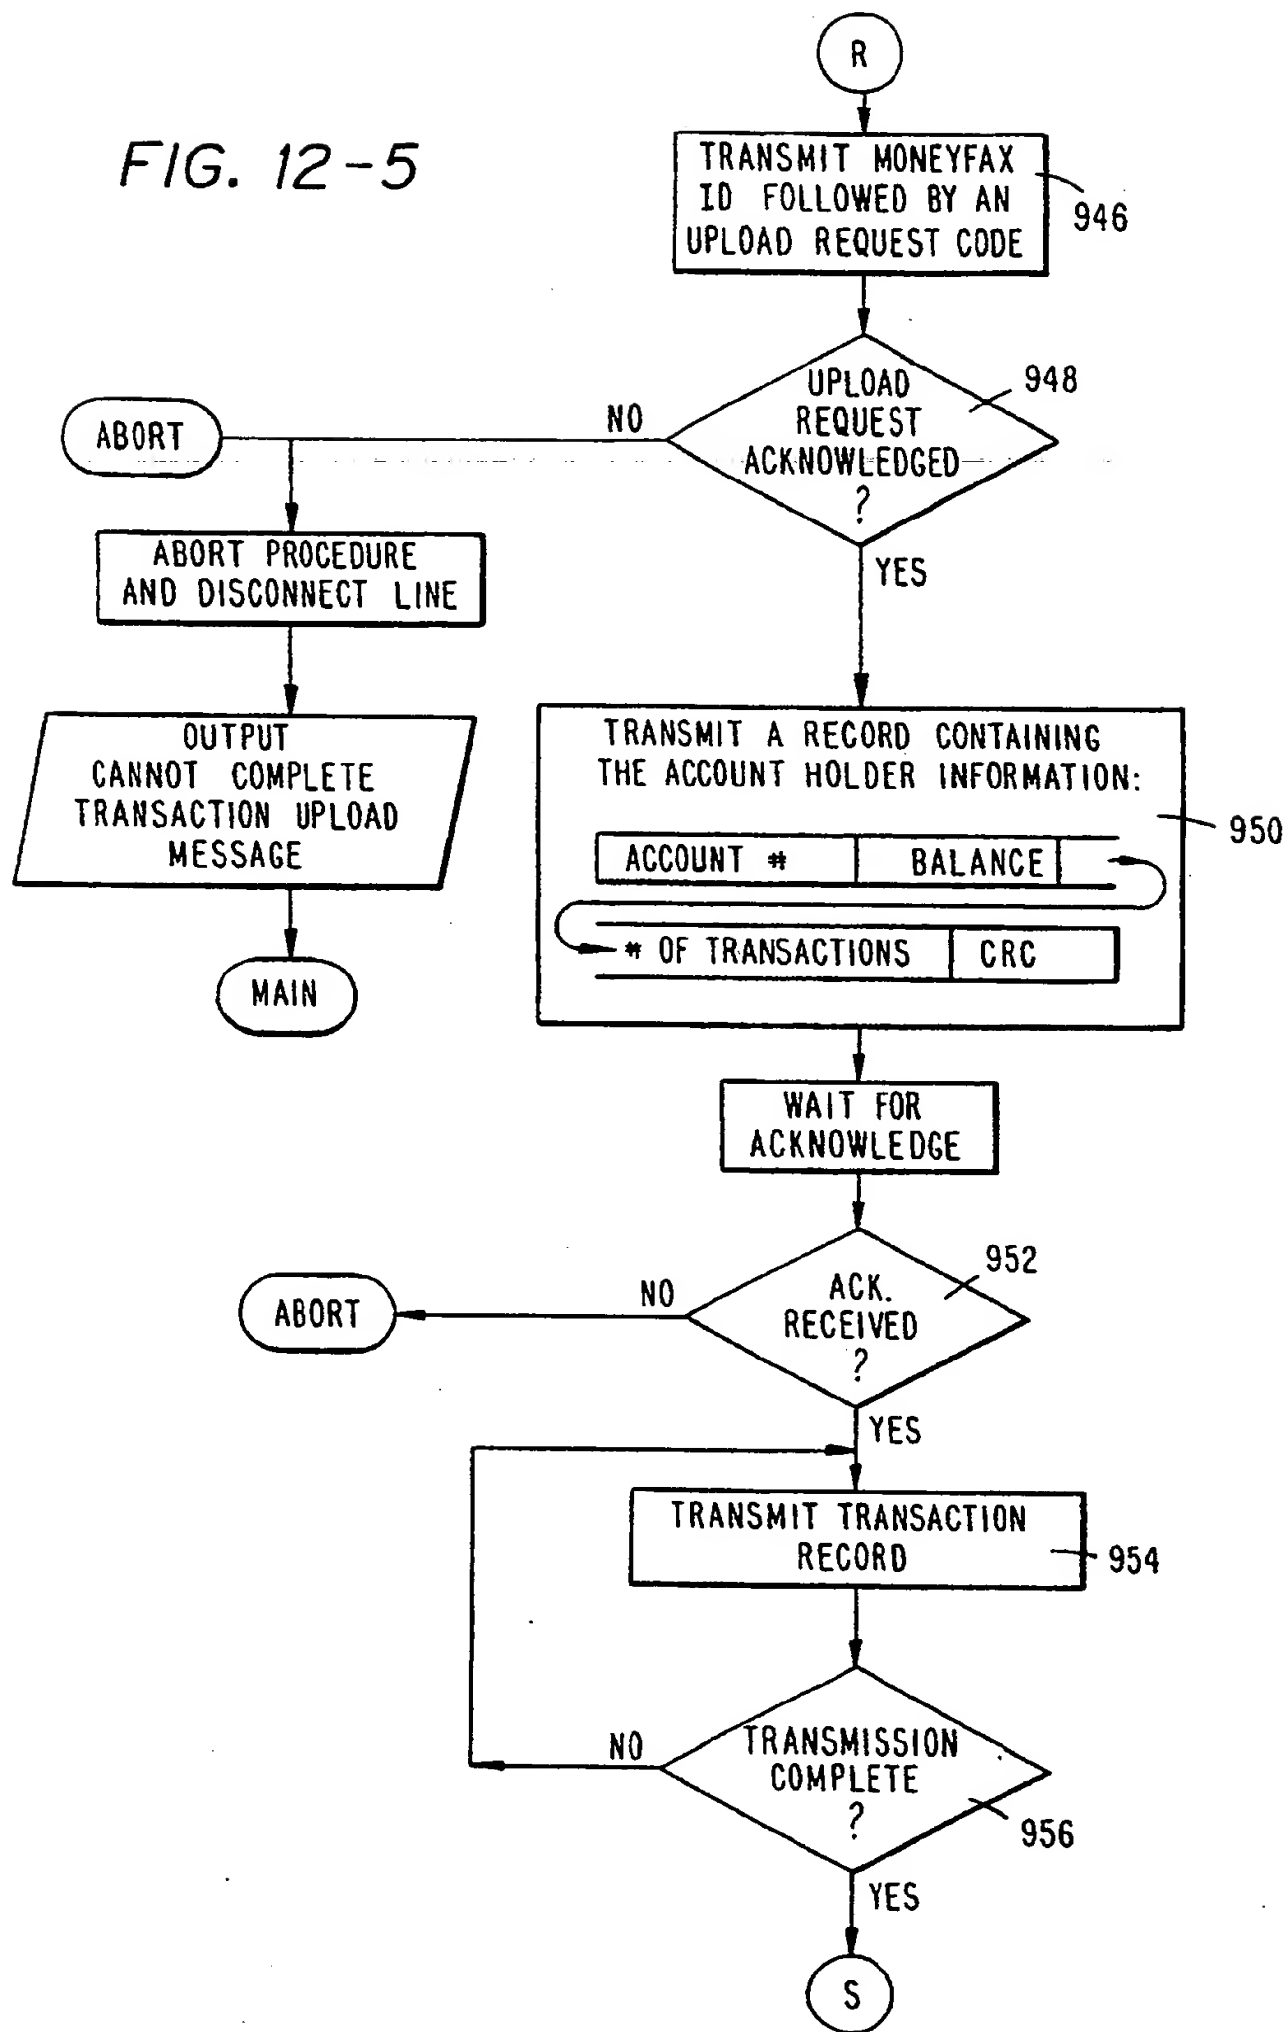 R
FIG. 12-5
TRANSMIT MONEYFAX
ID FOLLOWED BY AN
UPLOAD REQUEST CODE
946
UPLOAD
REQUEST
ACKNOWLEDGED
?
948
NO
ABORT
YES
ABORT PROCEDURE
AND DISCONNECT LINE
OUTPUT
CANNOT COMPLETE
TRANSACTION UPLOAD
MESSAGE
MAIN
TRANSMIT A RECORD CONTAINING
THE ACCOUNT HOLDER INFORMATION:
950
ACCOUNT # BALANCE
# OF TRANSACTIONS CRC
WAIT FOR
ACKNOWLEDGE
ACK.
RECEIVED
?
952
NO
ABORT
YES
TRANSMIT TRANSACTION
RECORD
954
TRANSMISSION
COMPLETE
?
956
NO
YES
S